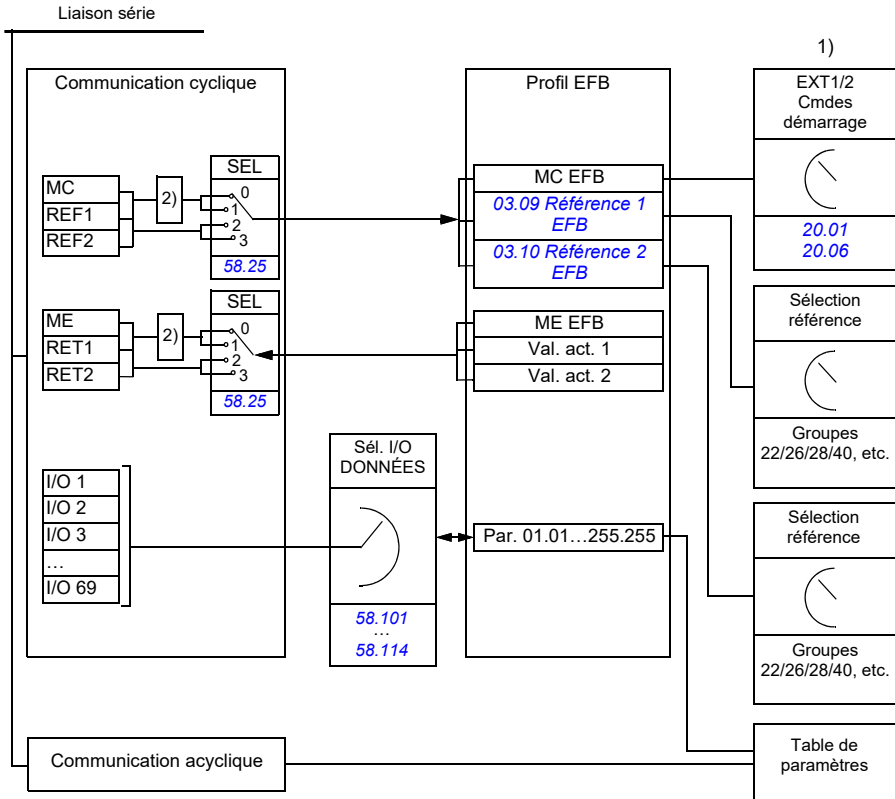 Liaison série
1)
Communication cyclique
Profil EFB
EXT1/2
Cmdes
démarrage
SEL
MC
REF1
REF2
2)
0
1
2
3
58.25
MC EFB
03.09 Référence 1
EFB
03.10 Référence 2
EFB
20.01
20.06
SEL
ME
RET1
RET2
2)
0
1
2
3
58.25
ME EFB
Val. act. 1
Val. act. 2
Sélection
référence
Groupes
22/26/28/40, etc.
I/O 1
I/O 2
I/O 3
...
I/O 69
Sél. I/O
DONNÉES
58.101
...
58.114
Par. 01.01...255.255
Sélection
référence
Groupes
22/26/28/40, etc.
Communication acyclique
Table de
paramètres